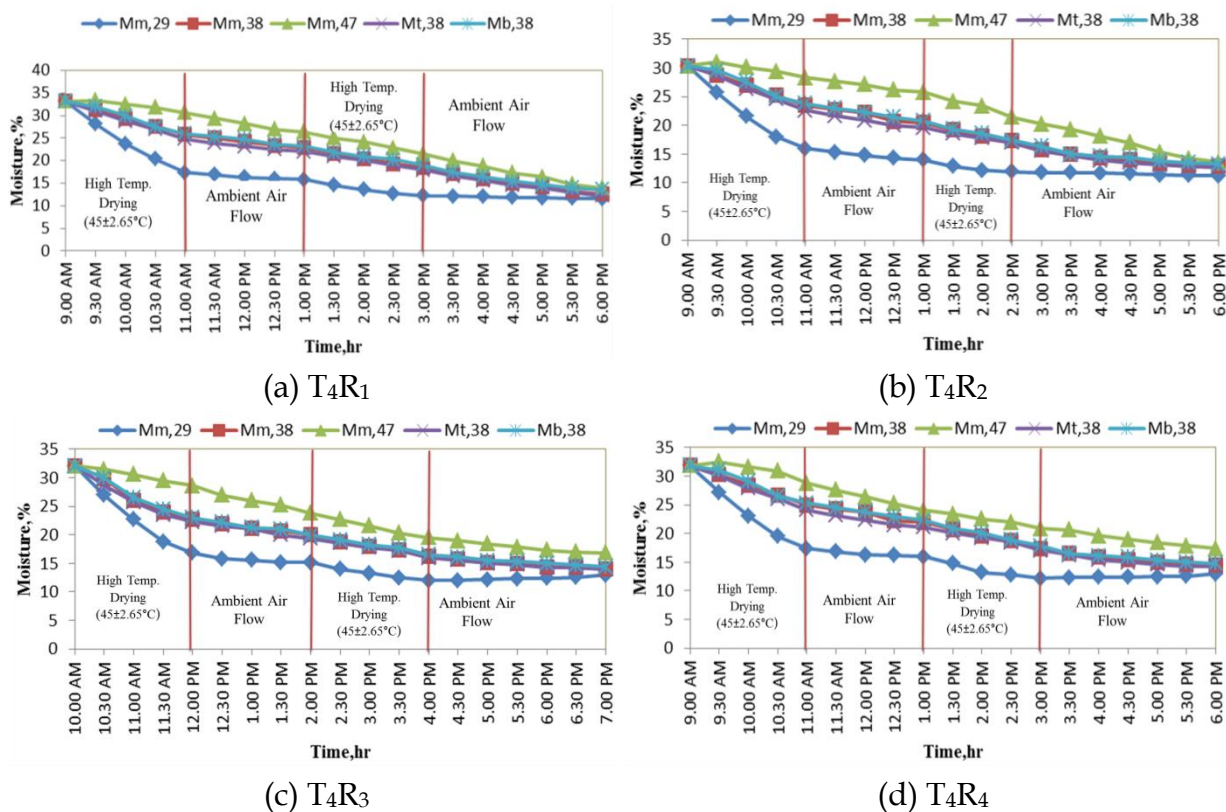 Mm,29 Mm,38 Mm,47 Mt,38 Mb,38
40
35
30
25
20
15
10
5
0
Moisture,%
High Temp.
Drying
(45±2.65°C)
Ambient Air
Flow
High Temp.
Drying
(45±2.65°C)
Ambient Air
Flow
9.00 AM
9.30 AM
10.00 AM
10.30 AM
11.00 AM
11.30 AM
12.00 PM
12.30 PM
1.00 PM
1.30 PM
2.00 PM
2.30 PM
3.00 PM
3.30 PM
4.00 PM
4.30 PM
5.00 PM
5.30 PM
6.00 PM
Time,hr
(a) T₄R₁
Mm,29 Mm,38 Mm,47 Mt,38 Mb,38
35
30
25
20
15
10
5
0
Moisture,%
High Temp.
Drying
(45±2.65°C)
Ambient Air
Flow
High Temp.
Drying
(45±2.65°C)
Ambient Air
Flow
9.00 AM
9.30 AM
10.00 AM
10.30 AM
11.00 AM
11.30 AM
12.00 PM
12.30 PM
1.00 PM
1.30 PM
2.00 PM
2.30 PM
3.00 PM
3.30 PM
4.00 PM
4.30 PM
5.00 PM
5.30 PM
6.00 PM
Time,hr
(b) T₄R₂
Mm,29 Mm,38 Mm,47 Mt,38 Mb,38
35
30
25
20
15
10
5
0
Moisture,%
High Temp.
Drying
(45±2.65°C)
Ambient Air
Flow
High Temp.
Drying
(45±2.65°C)
Ambient Air
Flow
10.00 AM
10.30 AM
11.00 AM
11.30 AM
12.00 PM
12.30 PM
1.00 PM
1.30 PM
2.00 PM
2.30 PM
3.00 PM
3.30 PM
4.00 PM
4.30 PM
5.00 PM
5.30 PM
6.00 PM
6.30 PM
7.00 PM
Time,hr
(c) T₄R₃
Mm,29 Mm,38 Mm,47 Mt,38 Mb,38
35
30
25
20
15
10
5
0
Moisture,%
High Temp.
Drying
(45±2.65°C)
Ambient Air
Flow
High Temp.
Drying
(45±2.65°C)
Ambient Air
Flow
9.00 AM
9.30 AM
10.00 AM
10.30 AM
11.00 AM
11.30 AM
12.00 PM
12.30 PM
1.00 PM
1.30 PM
2.00 PM
2.30 PM
3.00 PM
3.30 PM
4.00 PM
4.30 PM
5.00 PM
5.30 PM
6.00 PM
Time,hr
(d) T₄R₄